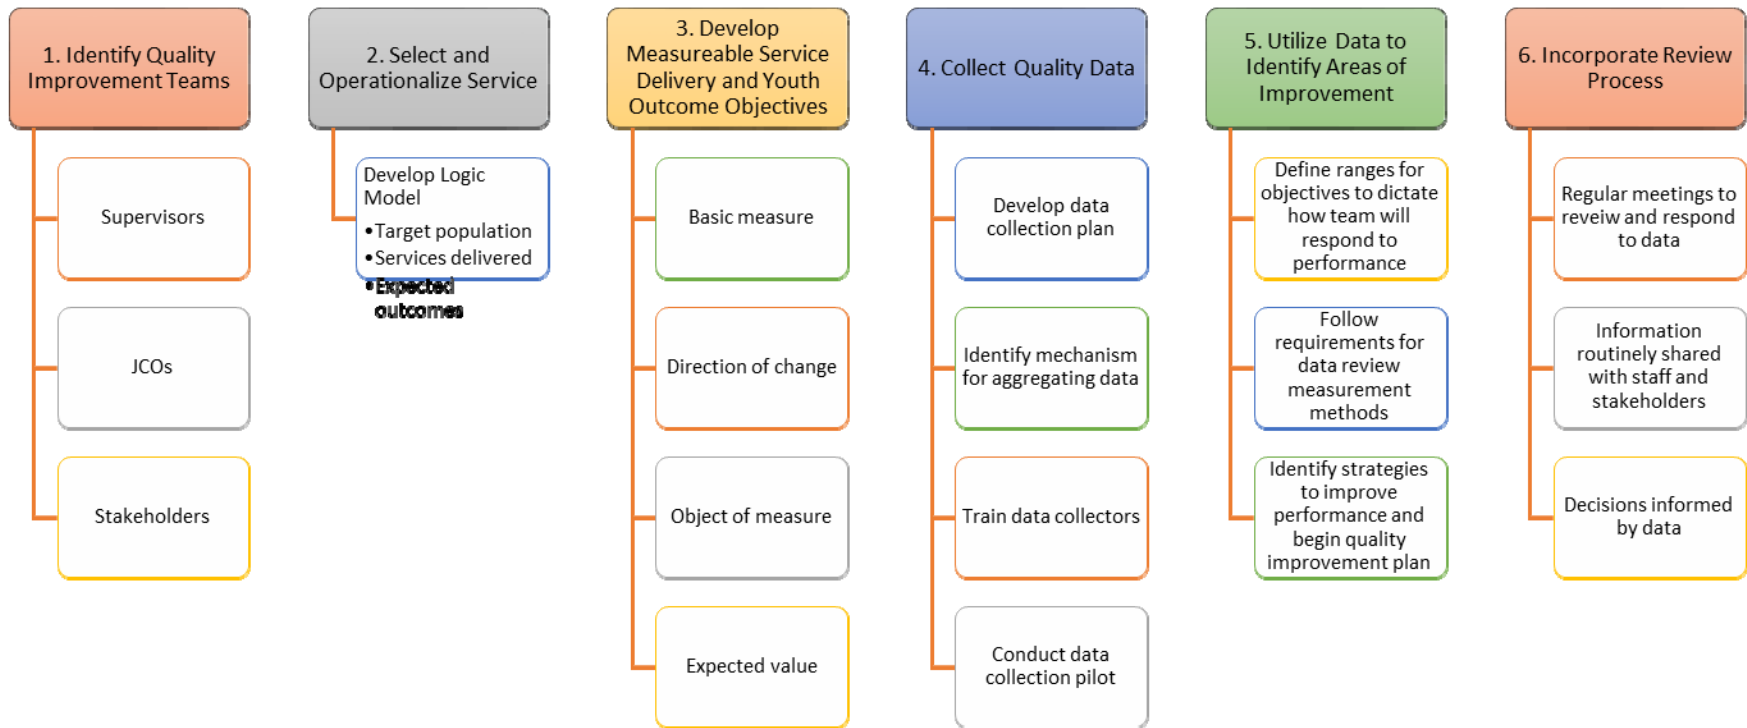 1. Identify Quality
Improvement Teams
Supervisors
JCOs
Stakeholders
2. Select and
Operationalize Service
Develop Logic
Model
•Target population
•Services delivered
•Expected
outcomes
3. Develop
Measureable Service
Delivery and Youth
Outcome Objectives
Basic measure
Direction of change
Object of measure
Expected value
4. Collect Quality Data
Develop data
collection plan
Identify mechanism
for aggregating data
Train data collectors
Conduct data
collection pilot
5. Utilize Data to
Identify Areas of
Improvement
Define ranges for
objectives to dictate
how team will
respond to
performance
Follow
requirements for
data review
measurement
methods
Identify strategies
to improve
performance and
begin quality
improvement plan
6. Incorporate Review
Process
Regular meetings to
reveiw and respond
to data
Information
routinely shared
with staff and
stakeholders
Decisions informed
by data